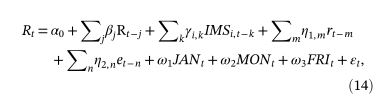 R_t = α_0 + ∑_j β_j R_{t−j} + ∑_k γ_{i,k} IMS_{i,t−k} + ∑_m η_{1,m} r_{t−m}
+ ∑_n η_{2,n} e_{t−n} + ω_1 JAN_t + ω_2 MON_t + ω_3 FRI_t + ε_t,
(14)